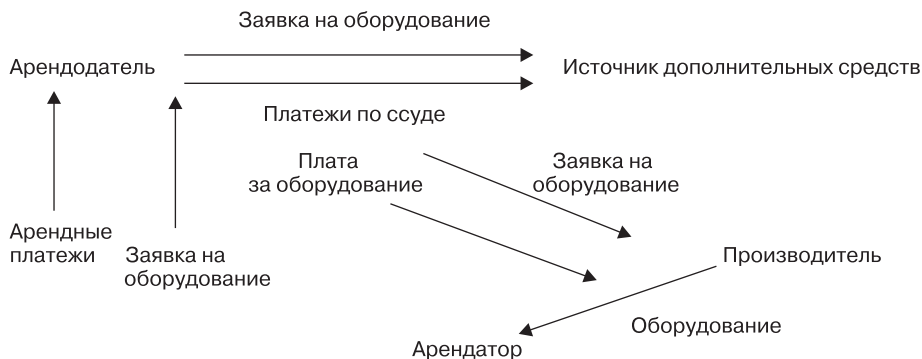 Заявка на оборудование
Арендодатель
Источник дополнительных средств
Платежи по ссуде
Плата
за оборудование
Заявка на
оборудование
Арендные
платежи
Заявка на
оборудование
Производитель
Оборудование
Арендатор